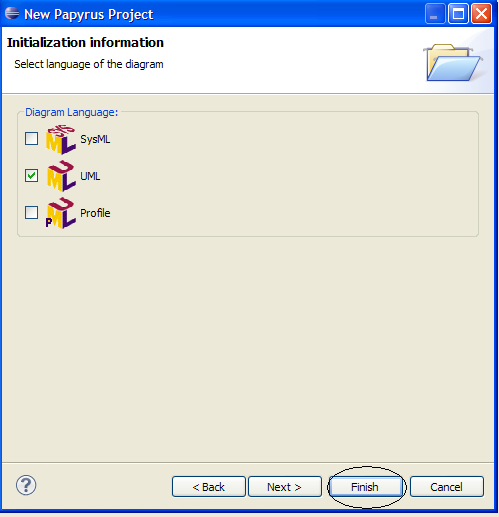 New Papyrus Project
Initialization information
Select language of the diagram
Diagram Language:
SysML
UML
Profile
?
< Back
Next >
Finish
Cancel